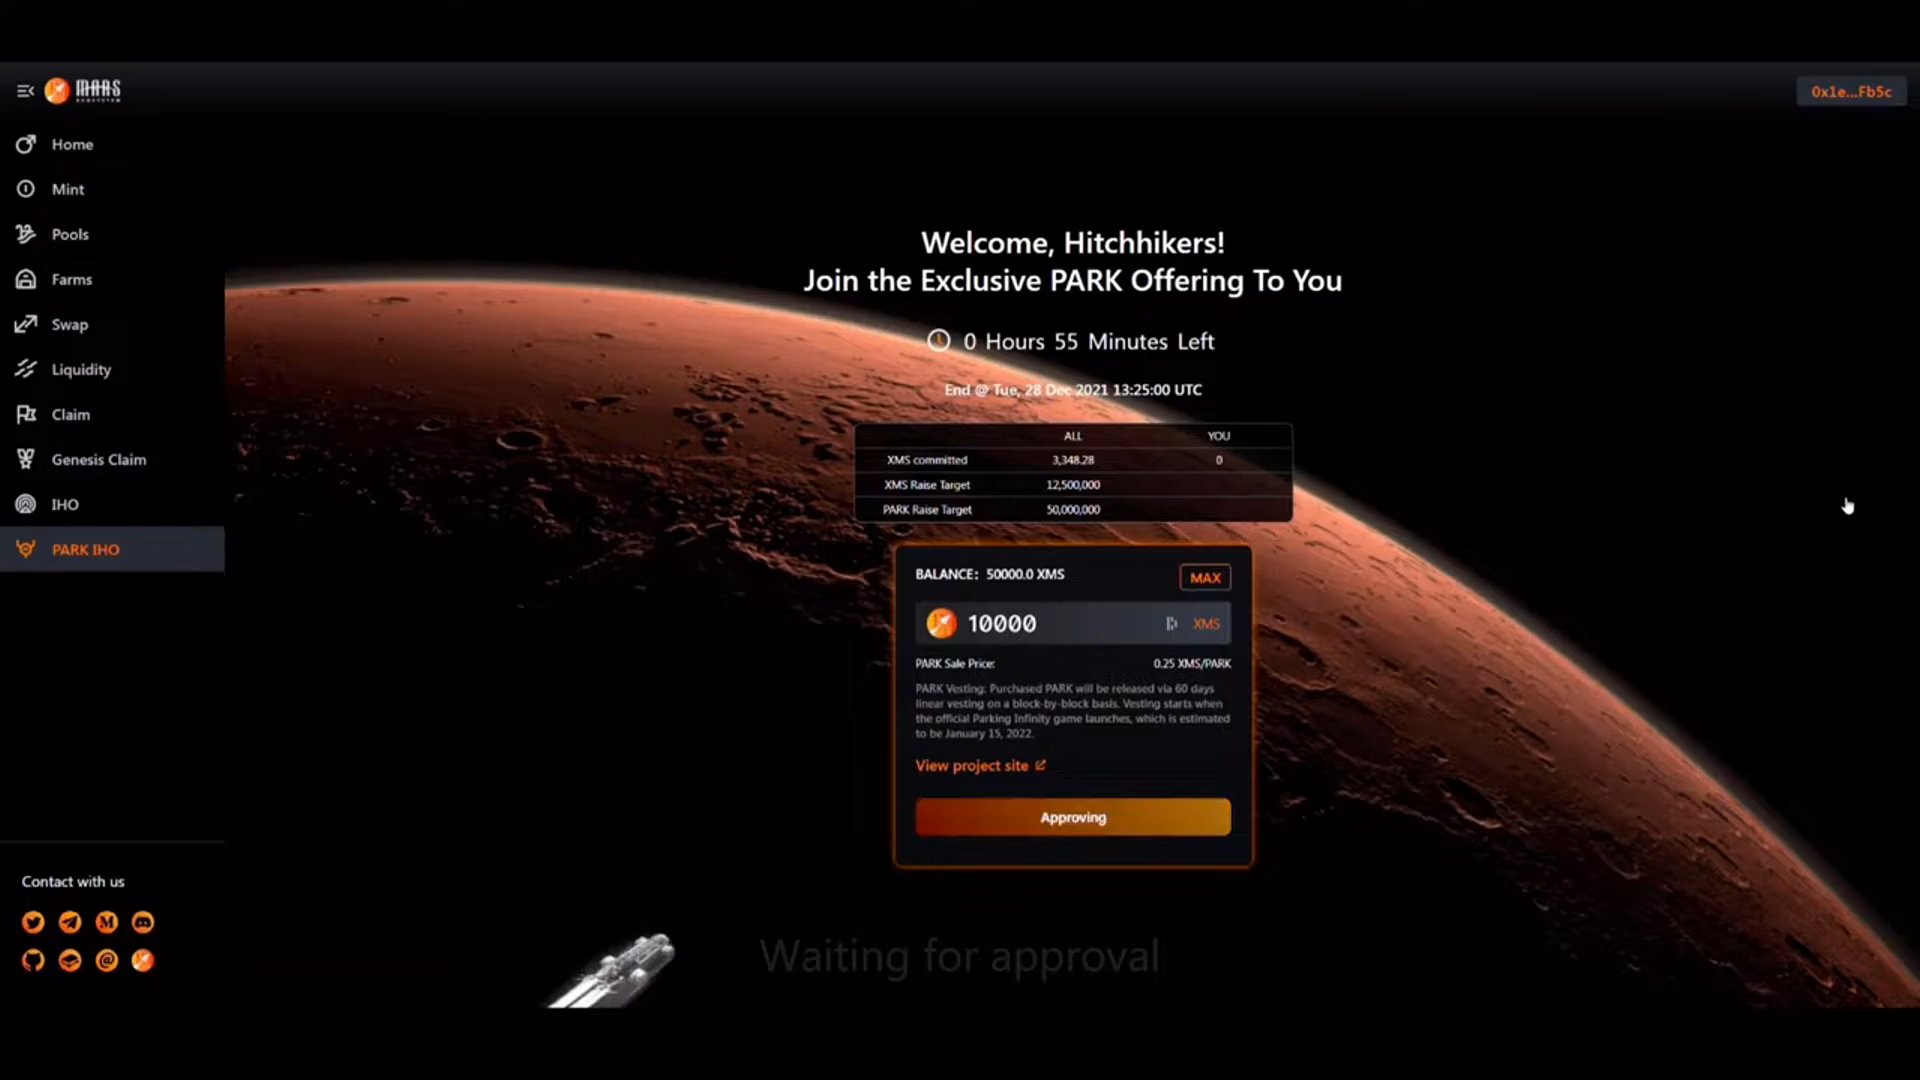 MARS
ECOSYSTEM
0x1e...Fb5c
Home
Mint
Pools
Farms
Swap
Liquidity
Claim
Genesis Claim
IHO
PARK IHO
Welcome, Hitchhikers!
Join the Exclusive PARK Offering To You
0 Hours 55 Minutes Left
End @ Tue, 28 Dec 2021 13:25:00 UTC
ALL YOU
XMS committed 3,348.28 0
XMS Raise Target 12,500,000
PARK Raise Target 50,000,000
BALANCE: 50000.0 XMS MAX
10000 XMS
PARK Sale Price: 0.25 XMS/PARK
PARK Vesting: Purchased PARK will be released via 60 days
linear vesting on a block-by-block basis. Vesting starts when
the official Parking Infinity game launches, which is estimated
to be January 15, 2022.
View project site
Approving
Contact with us
Waiting for approval